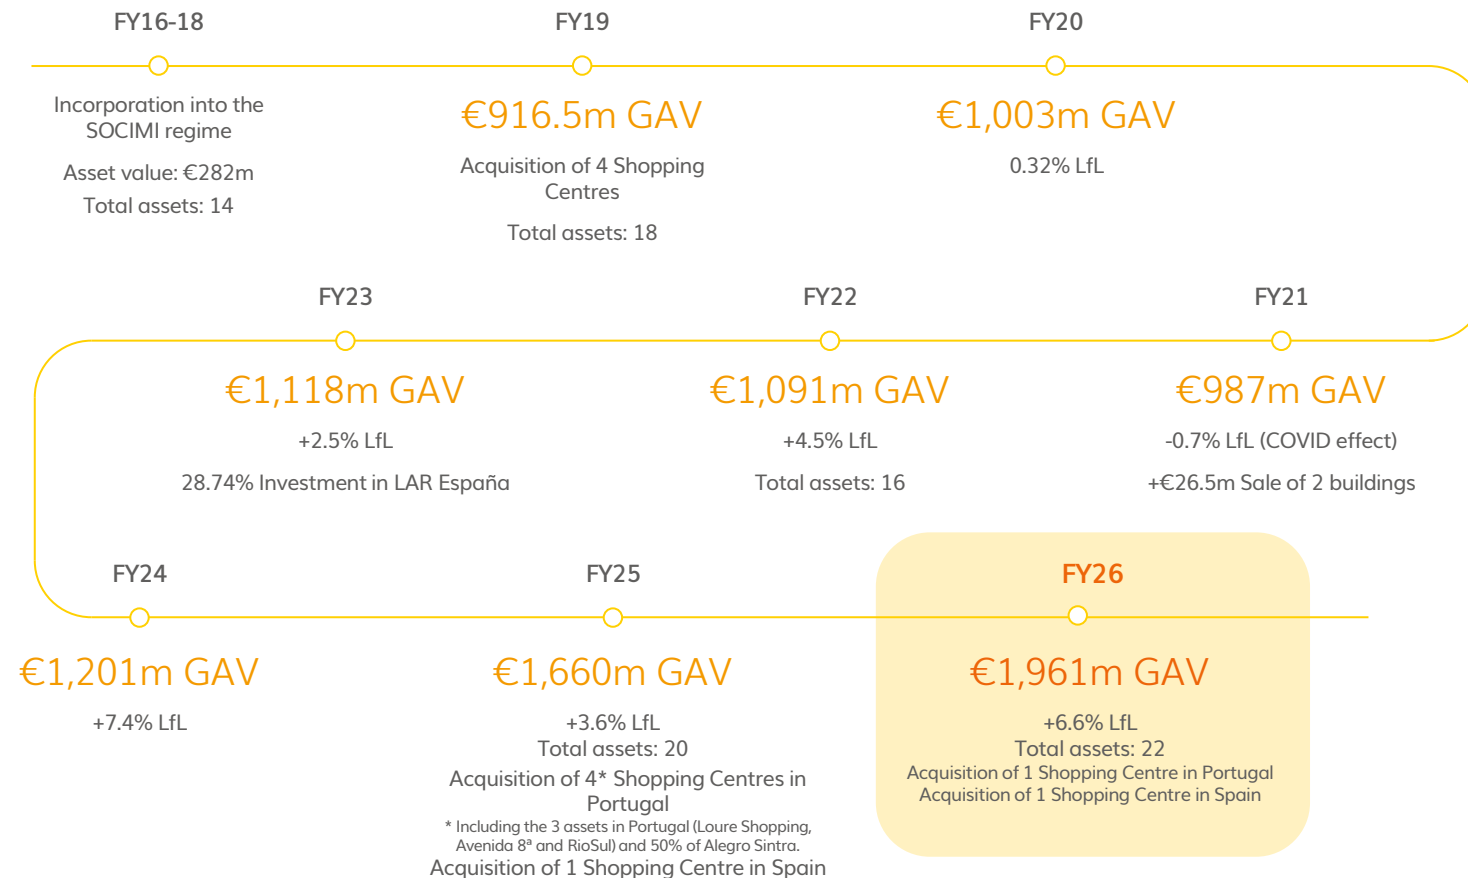 FY16-18
Incorporation into the
SOCIMI regime
Asset value: €282m
Total assets: 14
FY19
€916.5m GAV
Acquisition of 4 Shopping
Centres
Total assets: 18
FY20
€1,003m GAV
0.32% LfL
FY21
€987m GAV
-0.7% LfL (COVID effect)
+€26.5m Sale of 2 buildings
FY22
€1,091m GAV
+4.5% LfL
Total assets: 16
FY23
€1,118m GAV
+2.5% LfL
28.74% Investment in LAR España
FY24
€1,201m GAV
+7.4% LfL
FY25
€1,660m GAV
+3.6% LfL
Total assets: 20
Acquisition of 4* Shopping Centres in
Portugal
* Including the 3 assets in Portugal (Loure Shopping,
Avenida 8ª and RioSul) and 50% of Alegro Sintra.
Acquisition of 1 Shopping Centre in Spain
FY26
€1,961m GAV
+6.6% LfL
Total assets: 22
Acquisition of 1 Shopping Centre in Portugal
Acquisition of 1 Shopping Centre in Spain